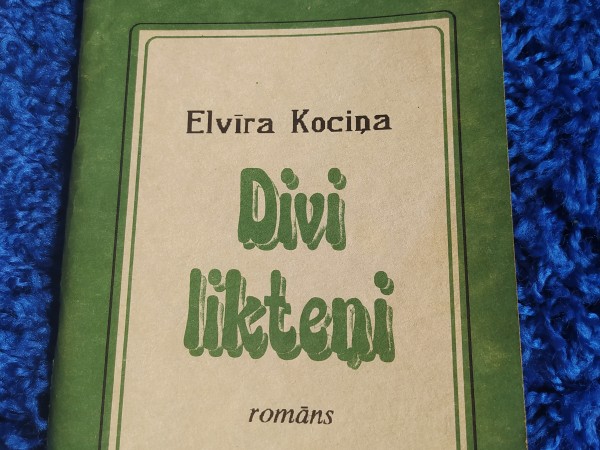 Elvīra Kociņa
Divi
likteņi
romāns